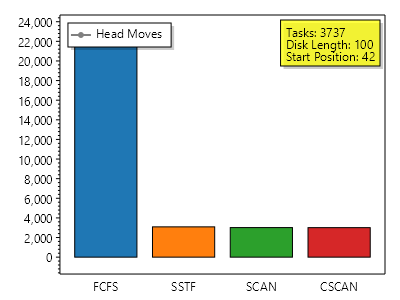 24,000
22,000
20,000
18,000
16,000
14,000
12,000
10,000
8,000
6,000
4,000
2,000
0
Head Moves
Tasks: 3737
Disk Length: 100
Start Position: 42
FCFS SSTF SCAN CSCAN